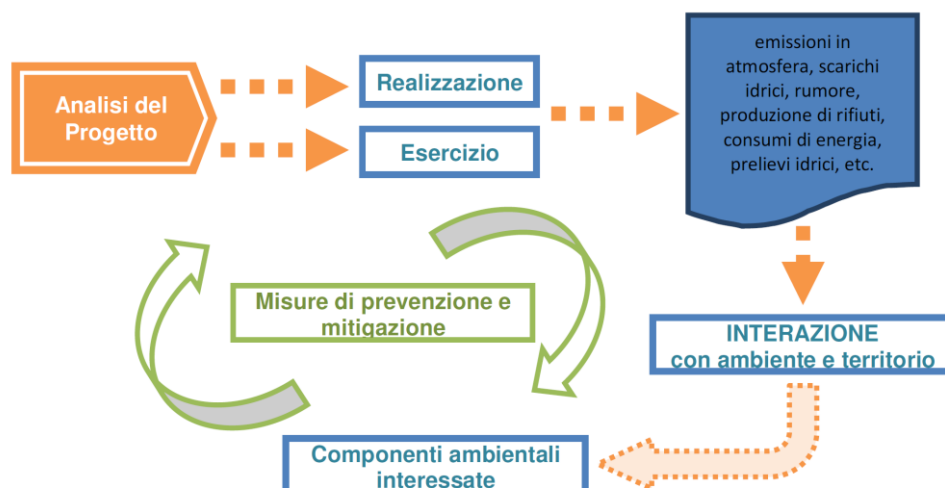 Analisi del
Progetto
Realizzazione
Esercizio
emissioni in
atmosfera, scarichi
idrici, rumore,
produzione di rifiuti,
consumi di energia,
prelievi idrici, etc.
Misure di prevenzione e
mitigazione
INTERAZIONE
con ambiente e territorio
Componenti ambientali
interessate